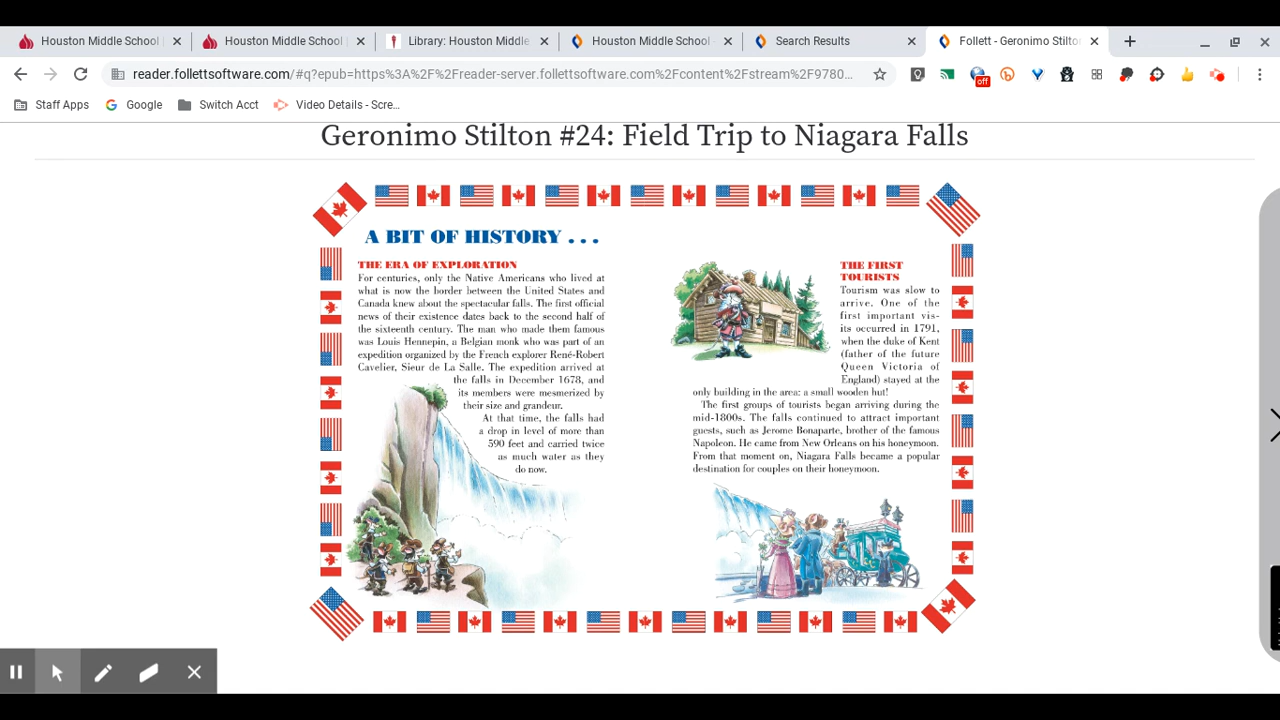 Houston Middle School
Houston Middle School
Library: Houston Middle
Houston Middle School -
Search Results
Follett - Geronimo Stilto
reader.follettsoftware.com/#q?epub=https%3A%2F%2Freader-server.follettsoftware.com%2Fcontent%2Fstream%2F9780...
off
Staff Apps
Google
Switch Acct
Video Details - Scre...
Geronimo Stilton #24: Field Trip to Niagara Falls
A BIT OF HISTORY . . .
THE ERA OF EXPLORATION
For centuries, only the Native Americans who lived at
what is now the border between the United States and
Canada knew about the spectacular falls. The first official
news of their existence dates back to the second half of
the sixteenth century. The man who made them famous
was Louis Hennepin, a Belgian monk who was part of an
expedition organized by the French explorer René-Robert
Cavelier, Sieur de La Salle. The expedition arrived at
the falls in December 1678, and
its members were mesmerized by
their size and grandeur.
At that time, the falls had
a drop in level of more than
590 feet and carried twice
as much water as they
do now.
THE FIRST
TOURISTS
Tourism was slow to
arrive. One of the
first important vis-
its occurred in 1791,
when the duke of Kent
(father of the future
Queen Victoria of
England) stayed at the
only building in the area: a small wooden hut!
The first groups of tourists began arriving during the
mid-1800s. The falls continued to attract important
guests, such as Jerome Bonaparte, brother of the famous
Napoleon. He came from New Orleans on his honeymoon.
From that moment on, Niagara Falls became a popular
destination for couples on their honeymoon.